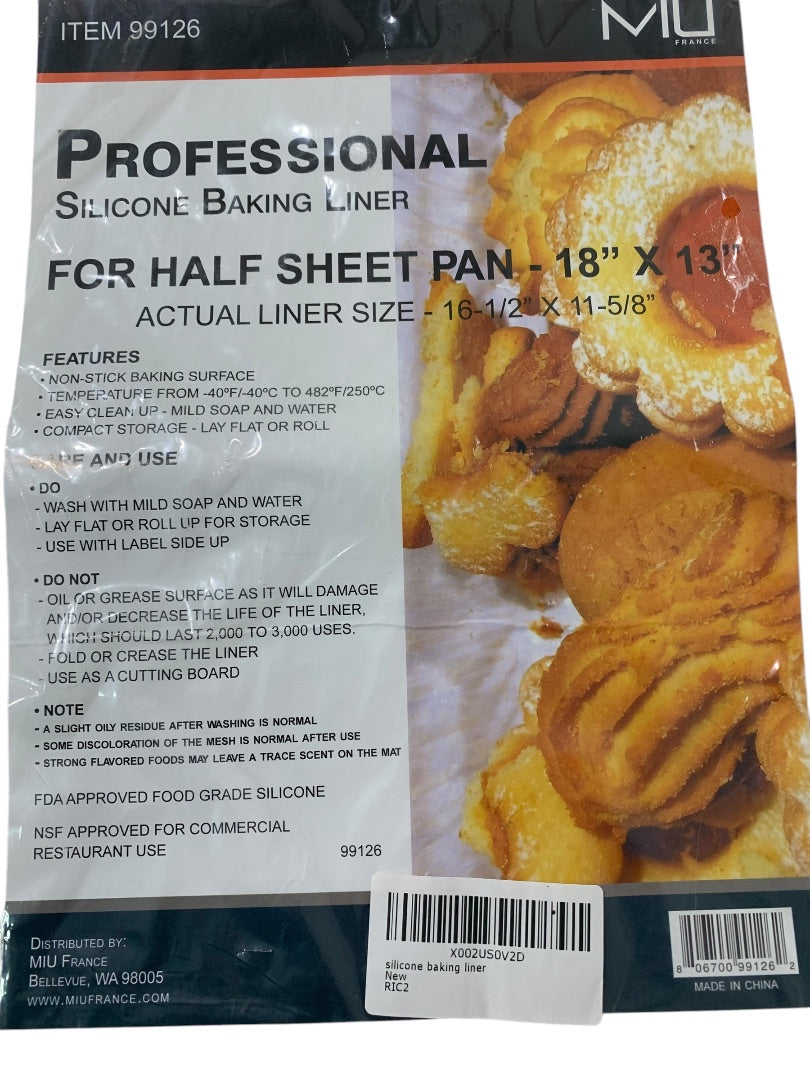 ITEM 99126
MIU
FRANCE
PROFESSIONAL
SILICONE BAKING LINER
FOR HALF SHEET PAN - 18” X 13”
ACTUAL LINER SIZE - 16-1/2” X 11-5/8”
FEATURES
• NON-STICK BAKING SURFACE
• TEMPERATURE FROM -40ºF/-40ºC TO 482ºF/250ºC
• EASY CLEAN UP - MILD SOAP AND WATER
• COMPACT STORAGE - LAY FLAT OR ROLL
CARE AND USE
• DO
- WASH WITH MILD SOAP AND WATER
- LAY FLAT OR ROLL UP FOR STORAGE
- USE WITH LABEL SIDE UP
• DO NOT
- OIL OR GREASE SURFACE AS IT WILL DAMAGE
AND/OR DECREASE THE LIFE OF THE LINER,
WHICH SHOULD LAST 2,000 TO 3,000 USES.
- FOLD OR CREASE THE LINER
- USE AS A CUTTING BOARD
• NOTE
- A SLIGHT OILY RESIDUE AFTER WASHING IS NORMAL
- SOME DISCOLORATION OF THE MESH IS NORMAL AFTER USE
- STRONG FLAVORED FOODS MAY LEAVE A TRACE SCENT ON THE MAT
FDA APPROVED FOOD GRADE SILICONE
NSF APPROVED FOR COMMERCIAL
RESTAURANT USE 99126
DISTRIBUTED BY:
MIU FRANCE
BELLEVUE, WA 98005
WWW.MIUFRANCE.COM
X002US0V2D
silicone baking liner
New
RIC2
8 06700 99126 2
MADE IN CHINA